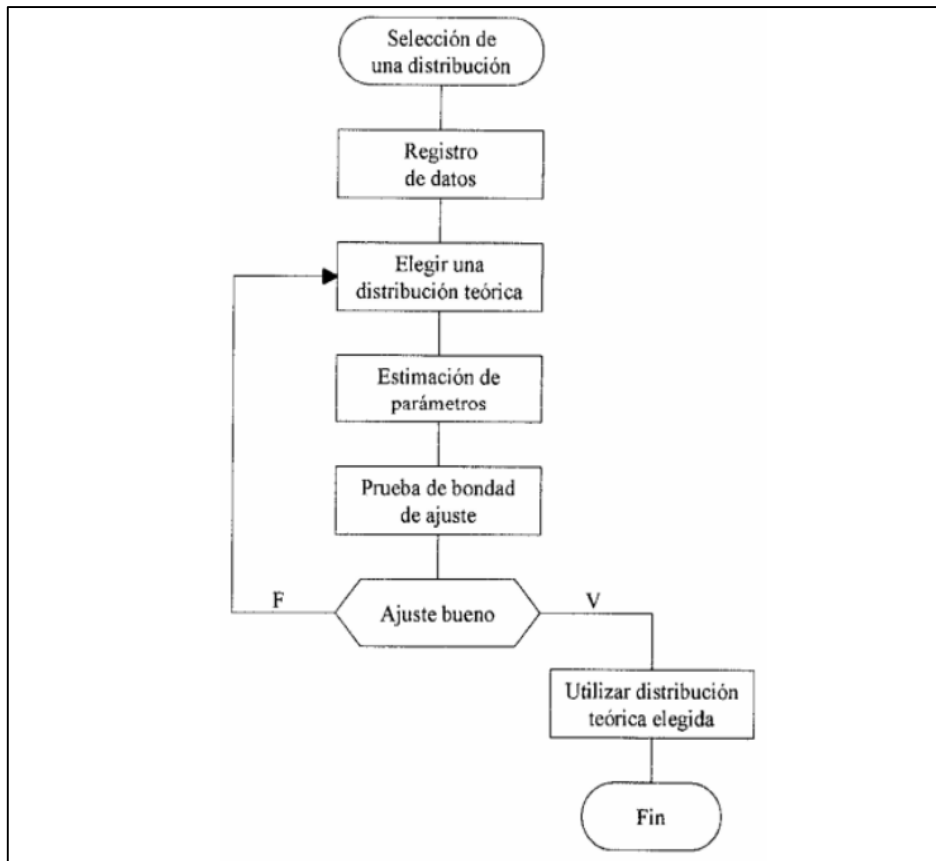 Selección de
una distribución
Registro
de datos
Elegir una
distribución teórica
Estimación de
parámetros
Prueba de bondad
de ajuste
F
Ajuste bueno
V
Utilizar distribución
teórica elegida
Fin